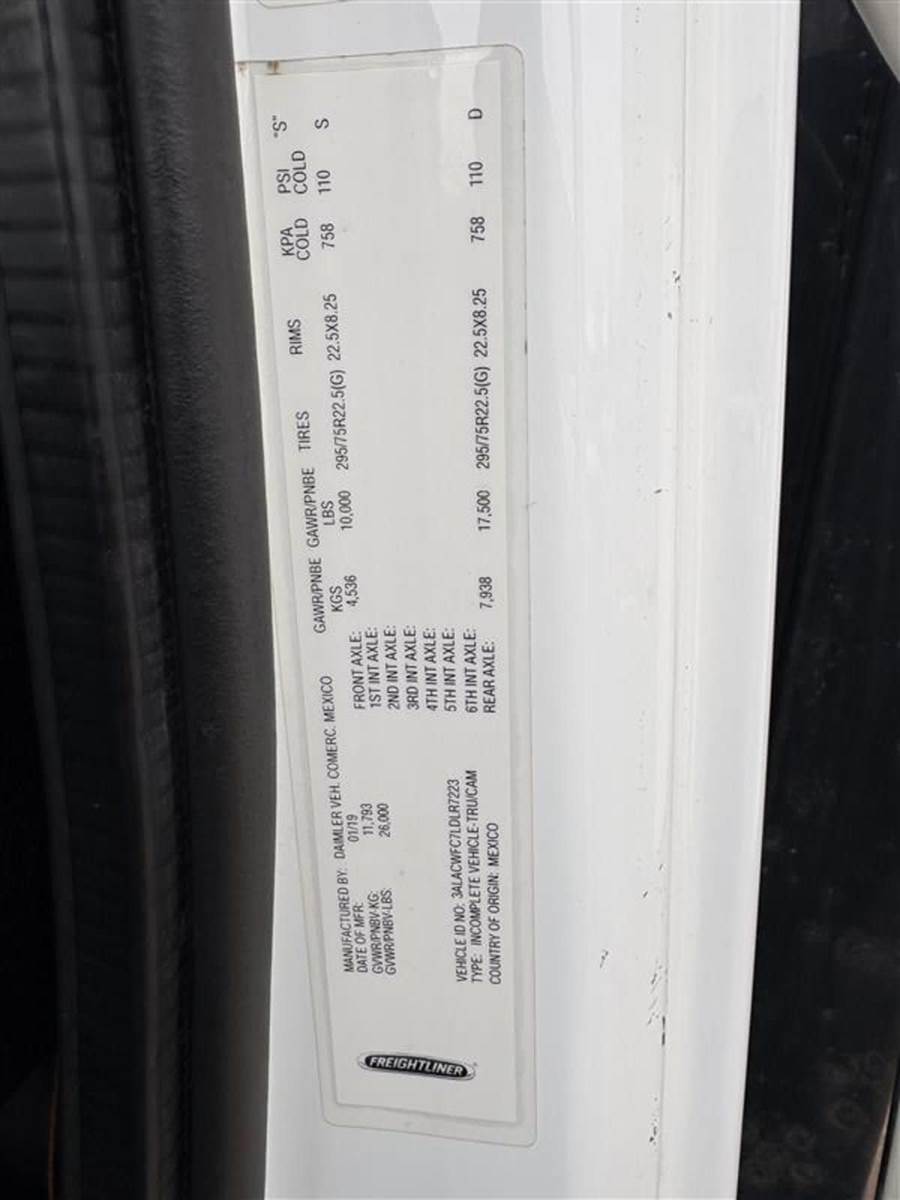 FREIGHTLINER
MANUFACTURED BY: DAIMLER VEH. COMERC. MEXICO
DATE OF MFR: 01/19
GVWR/PNBV-KG: 11,793
GVWR/PNBV-LBS: 26,000
VEHICLE ID NO: 3ALACWFC7LDLR7223
TYPE: INCOMPLETE VEHICLE-TRU/CAM
COUNTRY OF ORIGIN: MEXICO
GAWR/PNBE GAWR/PNBE TIRES RIMS KPA PSI "S"
KGS LBS COLD COLD
FRONT AXLE: 4,536 10,000 295/75R22.5(G) 22.5X8.25 758 110 S
1ST INT AXLE:
2ND INT AXLE:
3RD INT AXLE:
4TH INT AXLE:
5TH INT AXLE:
6TH INT AXLE:
REAR AXLE: 7,938 17,500 295/75R22.5(G) 22.5X8.25 758 110 D